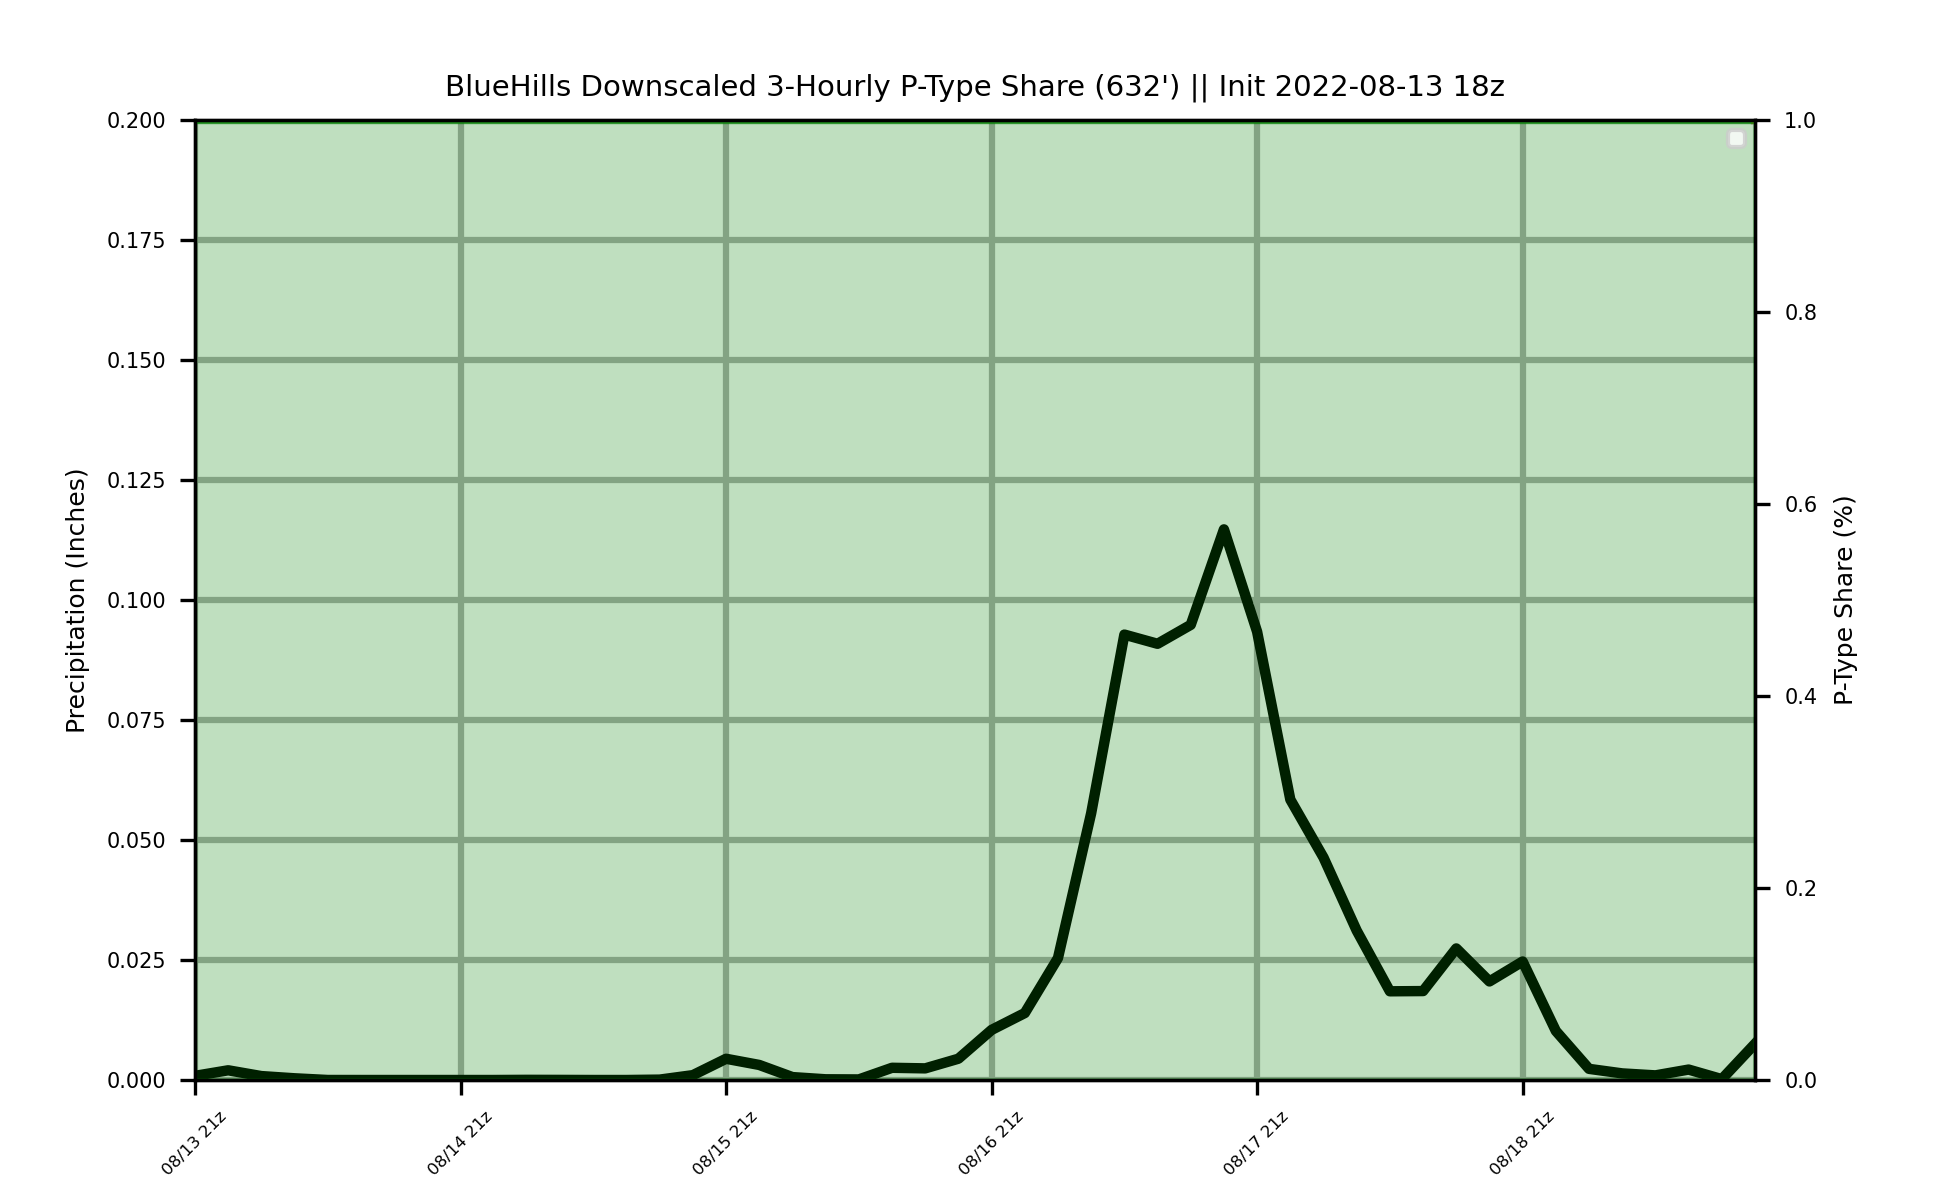 BlueHills Downscaled 3-Hourly P-Type Share (632') || Init 2022-08-13 18z
0.200
0.175
0.150
0.125
0.100
0.075
0.050
0.025
0.000
Precipitation (Inches)
1.0
0.8
0.6
0.4
0.2
0.0
P-Type Share (%)
08/13 21z
08/14 21z
08/15 21z
08/16 21z
08/17 21z
08/18 21z